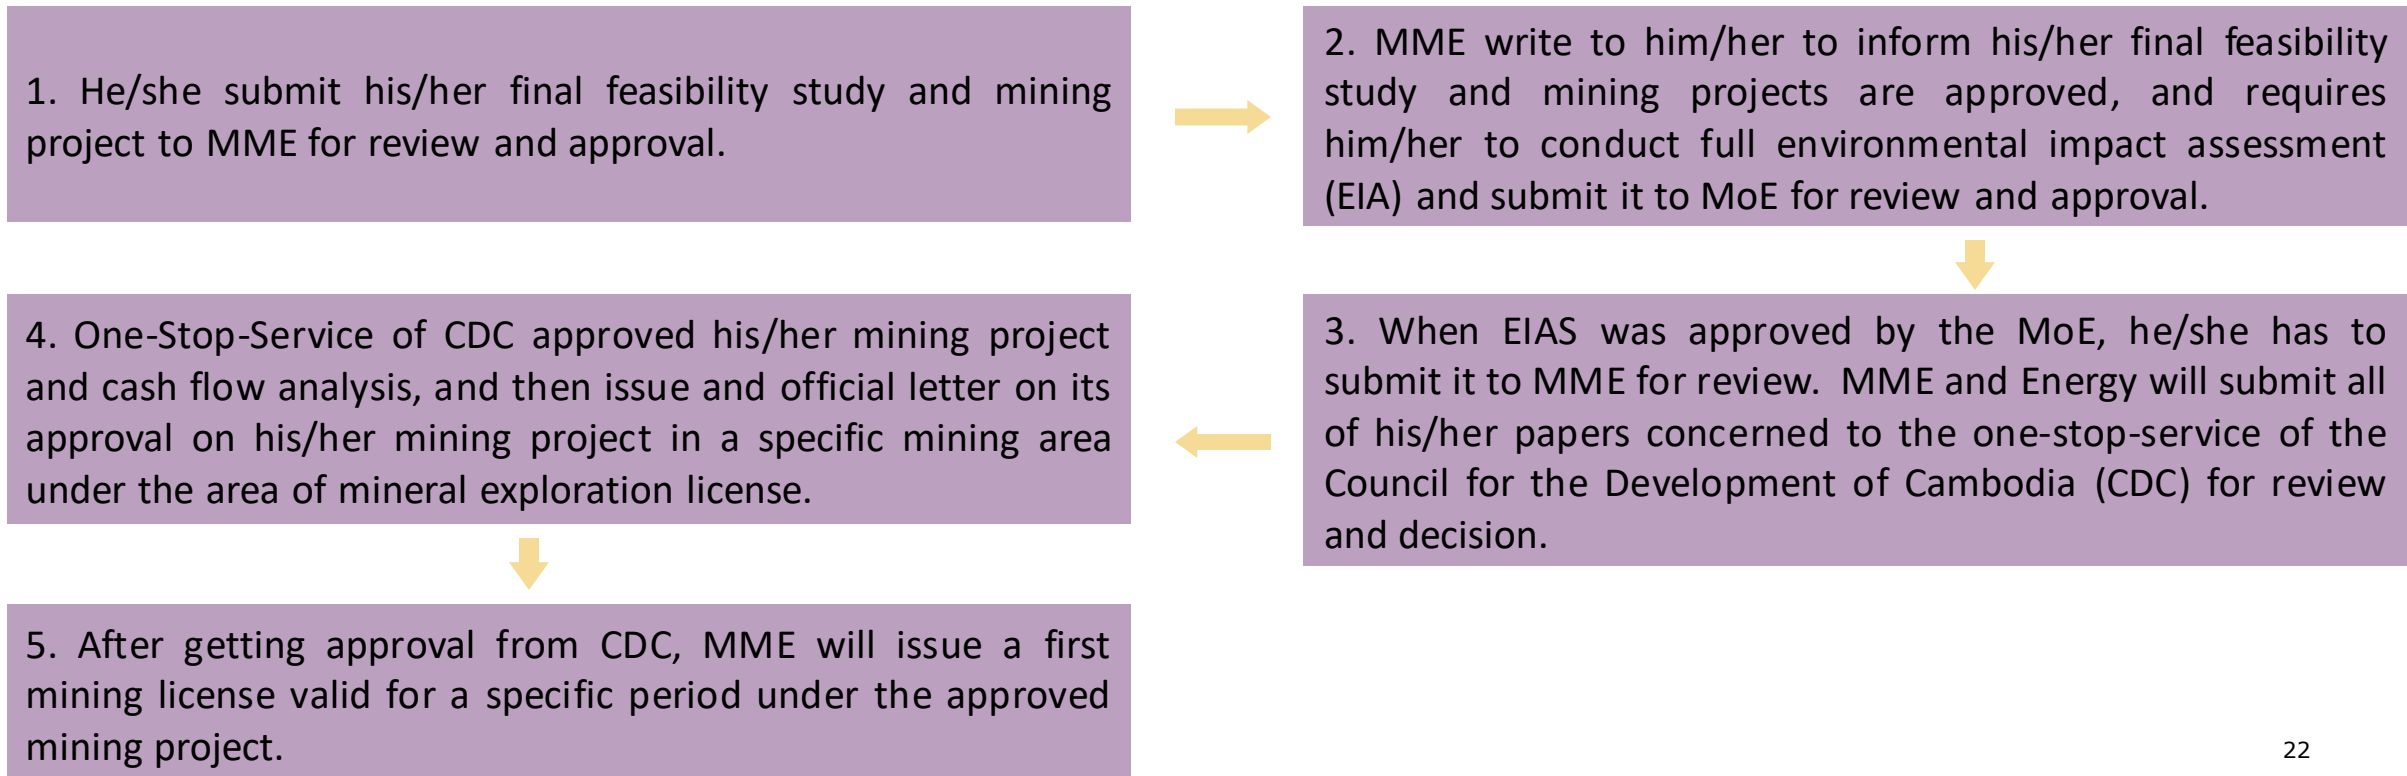 1. He/she submit his/her final feasibility study and mining
project to MME for review and approval.
2. MME write to him/her to inform his/her final feasibility
study and mining projects are approved, and requires
him/her to conduct full environmental impact assessment
(EIA) and submit it to MoE for review and approval.
3. When EIAS was approved by the MoE, he/she has to
submit it to MME for review. MME and Energy will submit all
of his/her papers concerned to the one-stop-service of the
Council for the Development of Cambodia (CDC) for review
and decision.
4. One-Stop-Service of CDC approved his/her mining project
and cash flow analysis, and then issue and official letter on its
approval on his/her mining project in a specific mining area
under the area of mineral exploration license.
5. After getting approval from CDC, MME will issue a first
mining license valid for a specific period under the approved
mining project.
22